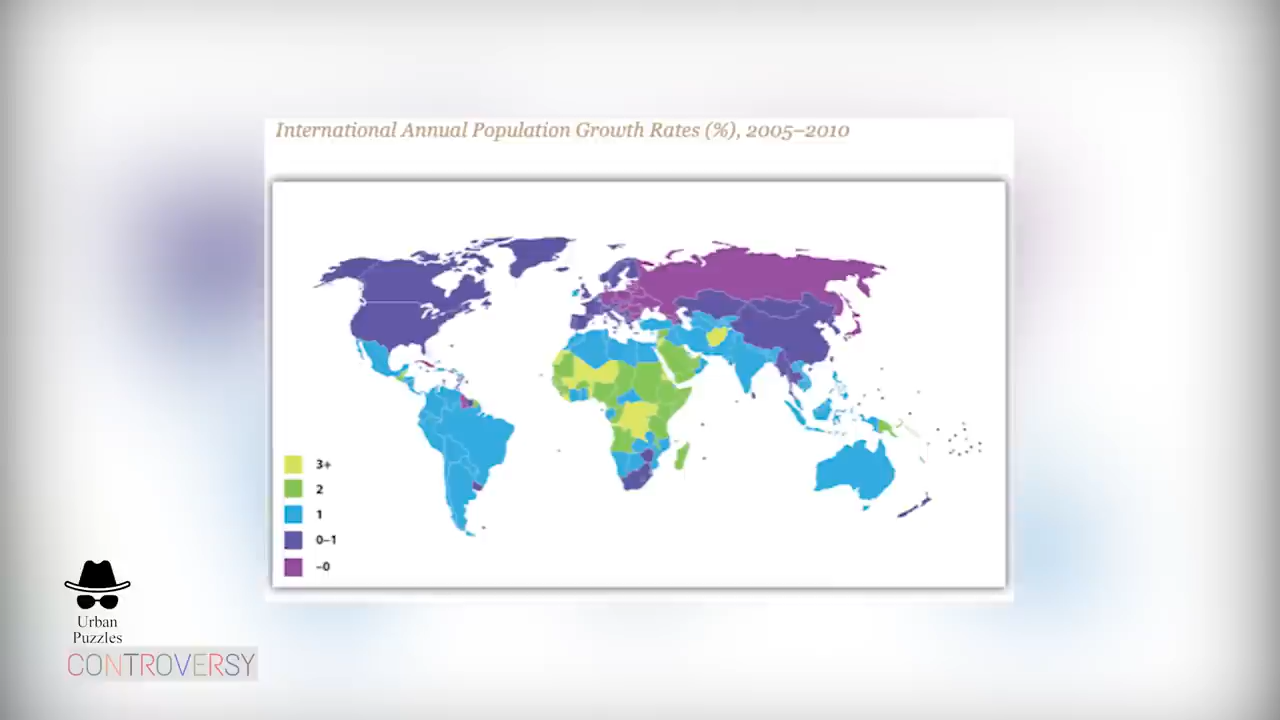 International Annual Population Growth Rates (%), 2005–2010
3+
2
1
0–1
–0
Urban
Puzzles
CONTROVERSY